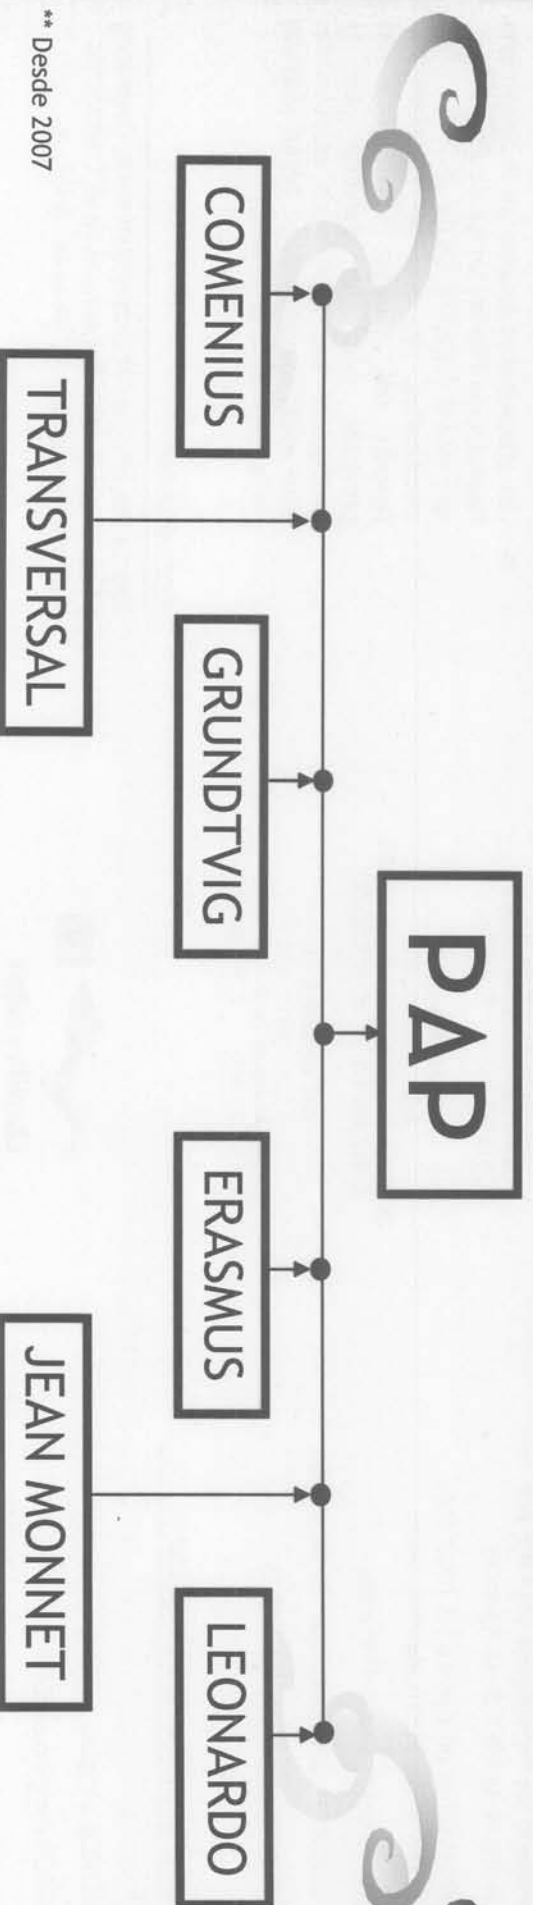 PAP
COMENIUS
GRUNDTVIG
ERASMUS
LEONARDO
TRANSVERSAL
JEAN MONNET
** Desde 2007